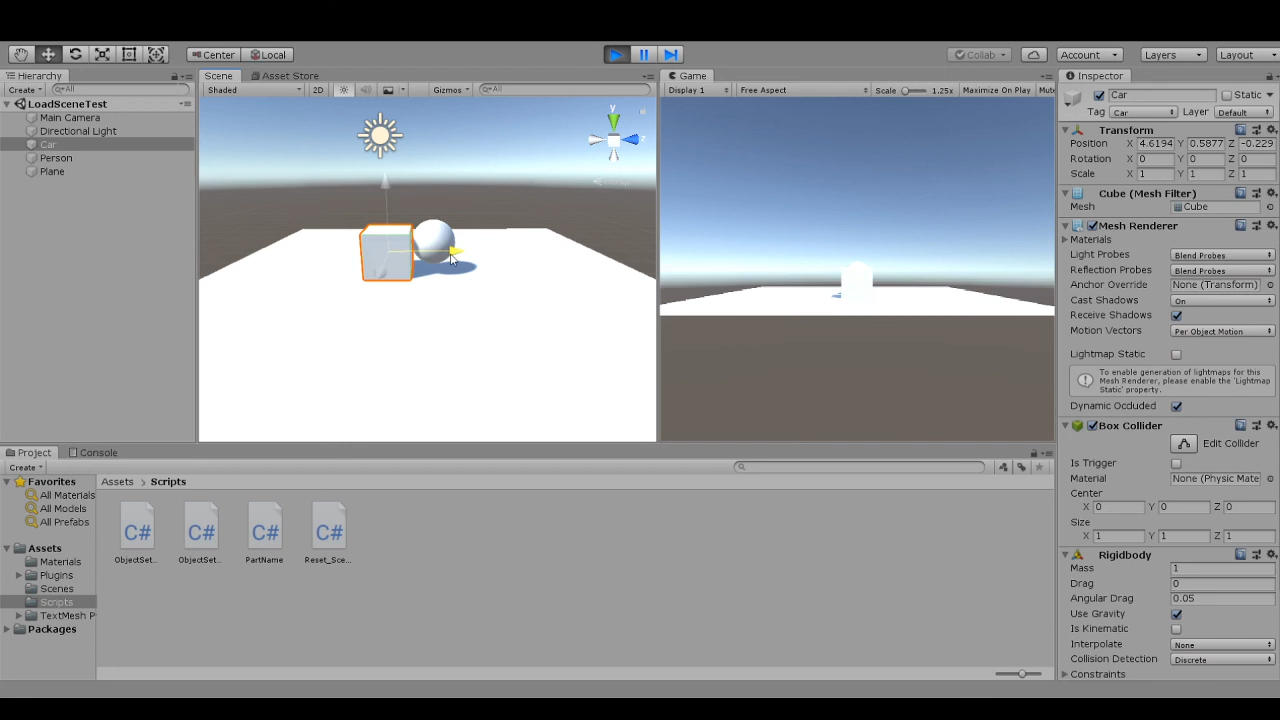 Center Local Collab Account Layers Layout
Hierarchy
Create All
LoadSceneTest
Main Camera
Directional Light
Car
Person
Plane
Scene Asset Store
Shaded 2D Gizmos All
y
z
Game
Display 1 Free Aspect Scale 1.25x Maximize On Play Mute
Inspector
Car Static
Tag Car Layer Default
Transform
Position X 4.6194 Y 0.5877 Z -0.229
Rotation X 0 Y 0 Z 0
Scale X 1 Y 1 Z 1
Cube (Mesh Filter)
Mesh Cube
Mesh Renderer
Materials
Light Probes Blend Probes
Reflection Probes Blend Probes
Anchor Override None (Transform)
Cast Shadows On
Receive Shadows
Motion Vectors Per Object Motion
Lightmap Static
To enable generation of lightmaps for this
Mesh Renderer, please enable the 'Lightmap
Static' property.
Dynamic Occluded
Box Collider
Edit Collider
Is Trigger
Material None (Physic Mate
Center
X 0 Y 0 Z 0
Size
X 1 Y 1 Z 1
Rigidbody
Mass 1
Drag 0
Angular Drag 0.05
Use Gravity
Is Kinematic
Interpolate None
Collision Detection Discrete
Constraints
Project Console
Create
Favorites
All Materials
All Models
All Prefabs
Assets
Materials
Plugins
Scenes
Scripts
TextMesh P
Packages
Assets > Scripts
C# C# C# C#
ObjectSet... ObjectSet... PartName Reset_Sce...